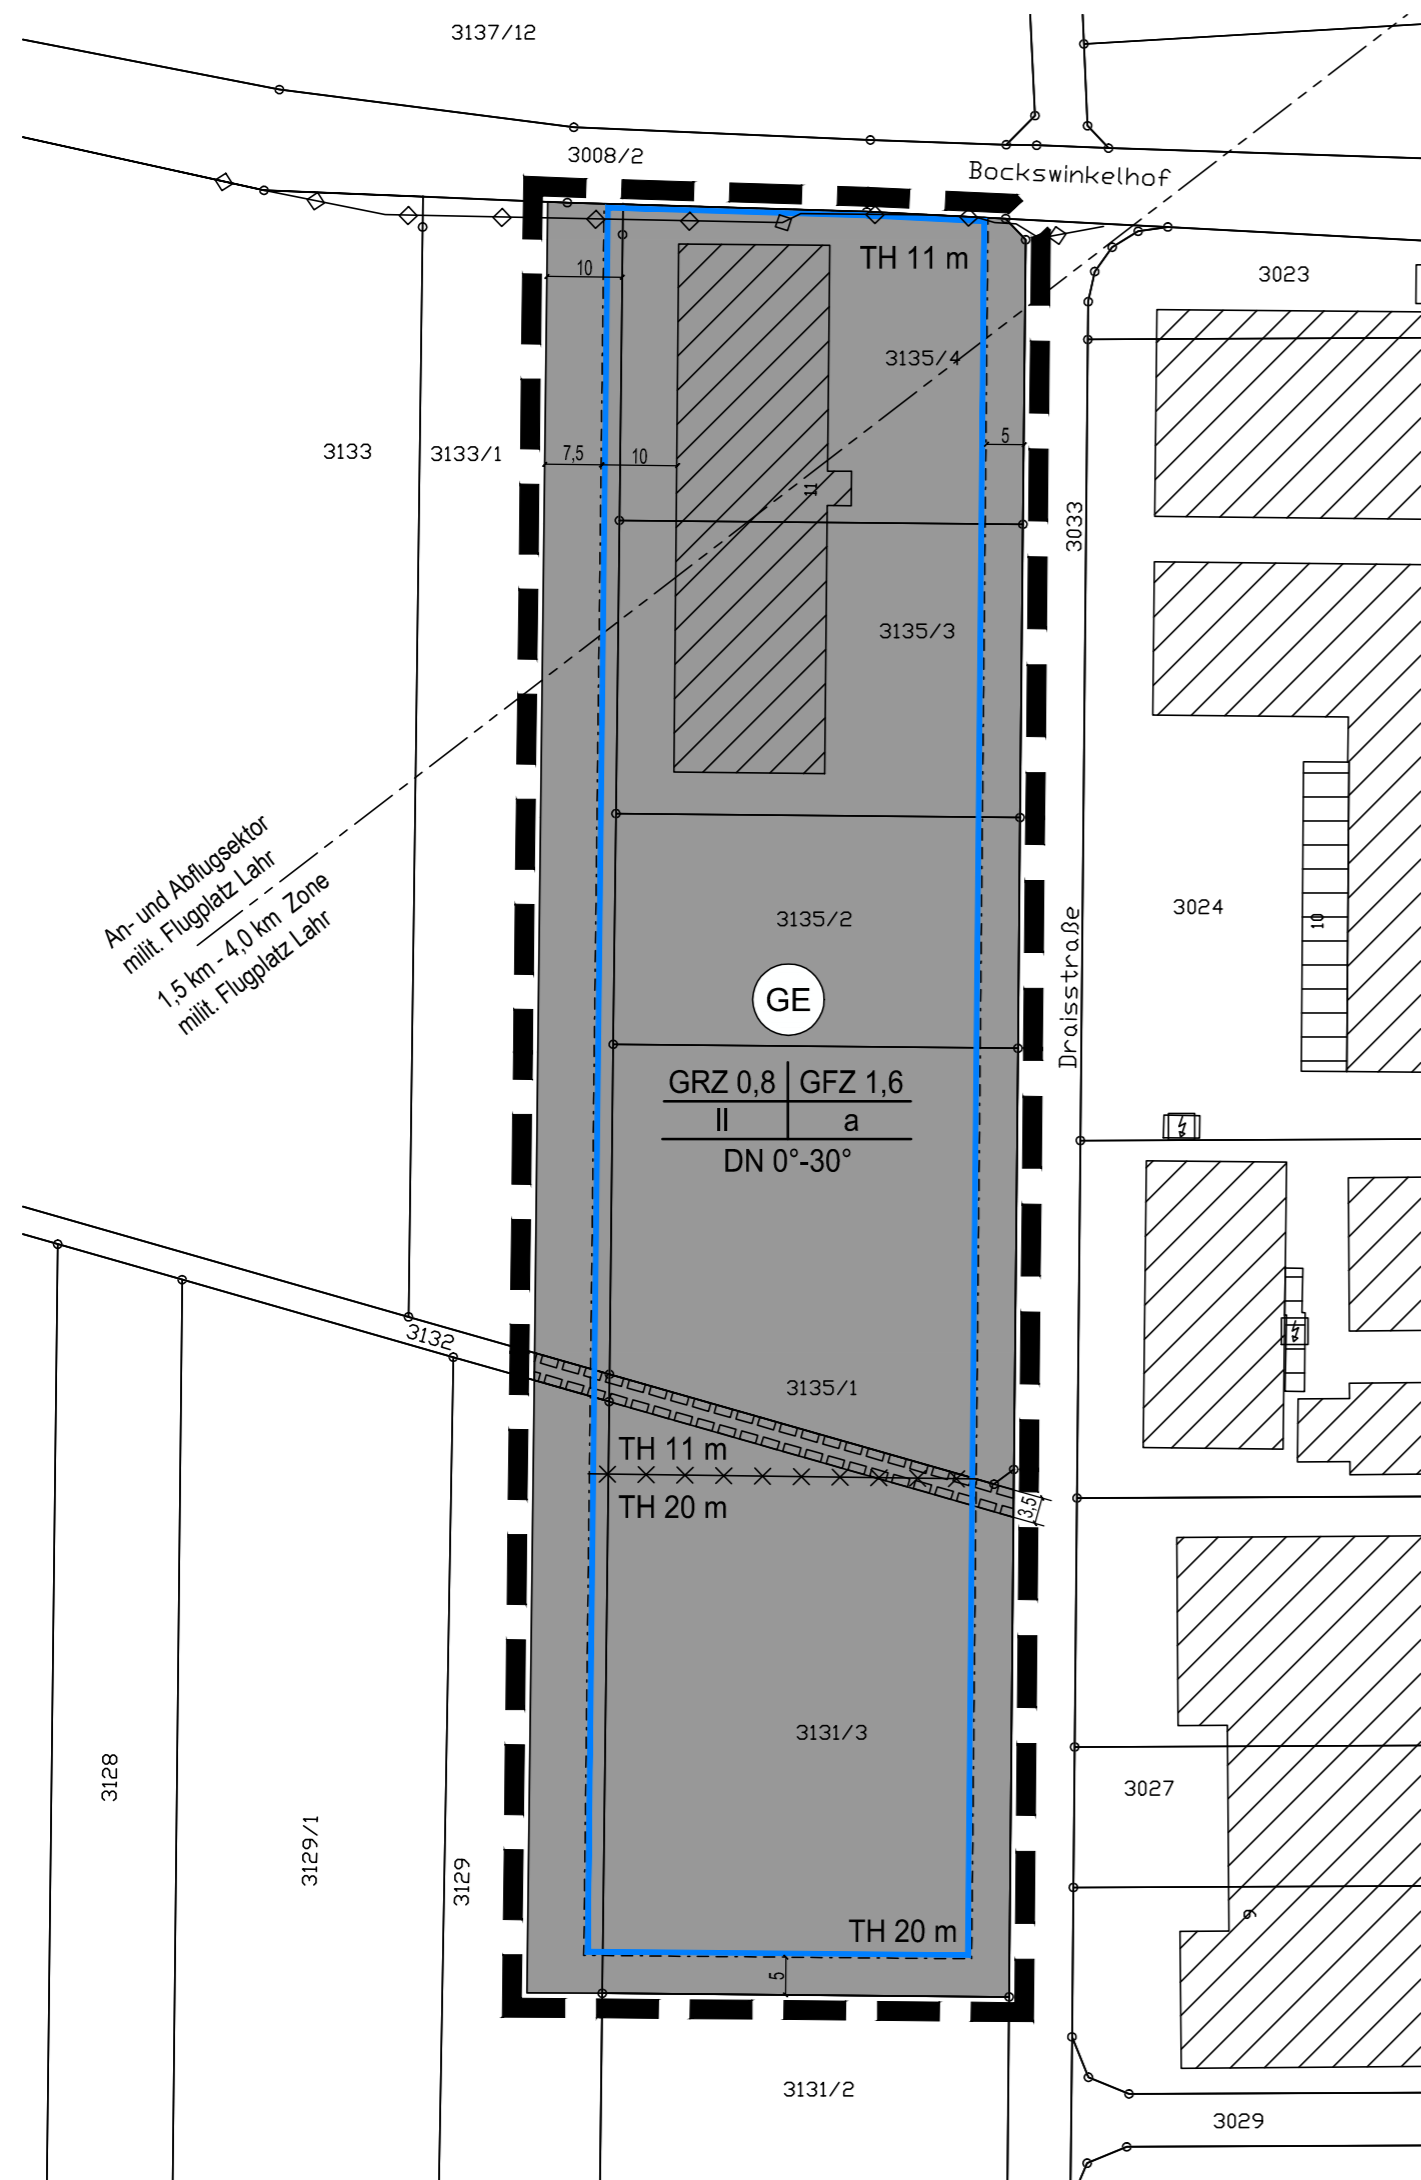 3137/12
3008/2
Bockswinkelhof
TH 11 m
3023
10
3135/4
3133
3133/1
7,5
10
5
11
3033
3135/3
An- und Abflugsektor
milit. Flugplatz Lahr
1,5 km - 4,0 km Zone
milit. Flugplatz Lahr
3135/2
3024
10
Draisstraße
GE
GRZ 0,8
GFZ 1,6
II
a
DN 0°-30°
3132
3135/1
TH 11 m
TH 20 m
3,5
3131/3
3128
3129/1
3129
3027
9
TH 20 m
5
3131/2
3029